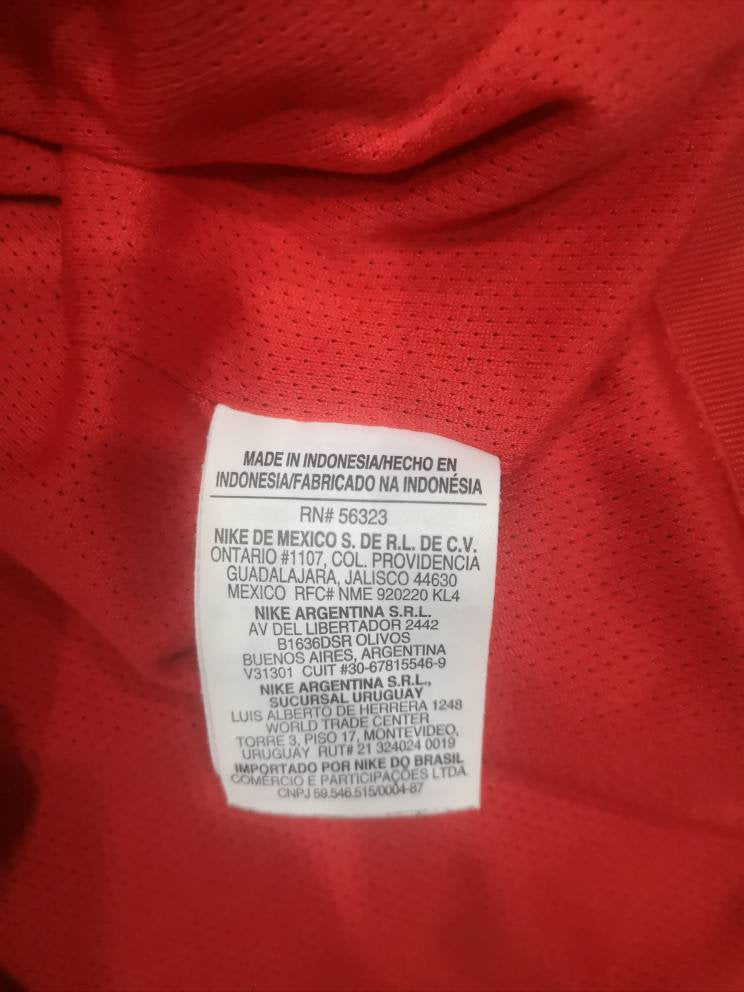 MADE IN INDONESIA/HECHO EN
INDONESIA/FABRICADO NA INDONÉSIA
RN# 56323
NIKE DE MEXICO S. DE R.L. DE C.V.
ONTARIO #1107, COL. PROVIDENCIA
GUADALAJARA, JALISCO 44630
MEXICO RFC# NME 920220 KL4
NIKE ARGENTINA S.R.L.
AV DEL LIBERTADOR 2442
B1636DSR OLIVOS
BUENOS AIRES, ARGENTINA
V31301 CUIT #30-67815546-9
NIKE ARGENTINA S.R.L.,
SUCURSAL URUGUAY
LUIS ALBERTO DE HERRERA 1248
WORLD TRADE CENTER
TORRE 3, PISO 17, MONTEVIDEO,
URUGUAY RUT# 21 324024 0019
IMPORTADO POR NIKE DO BRASIL
COMÉRCIO E PARTICIPAÇÕES LTDA.
CNPJ 59.546.515/0004-87